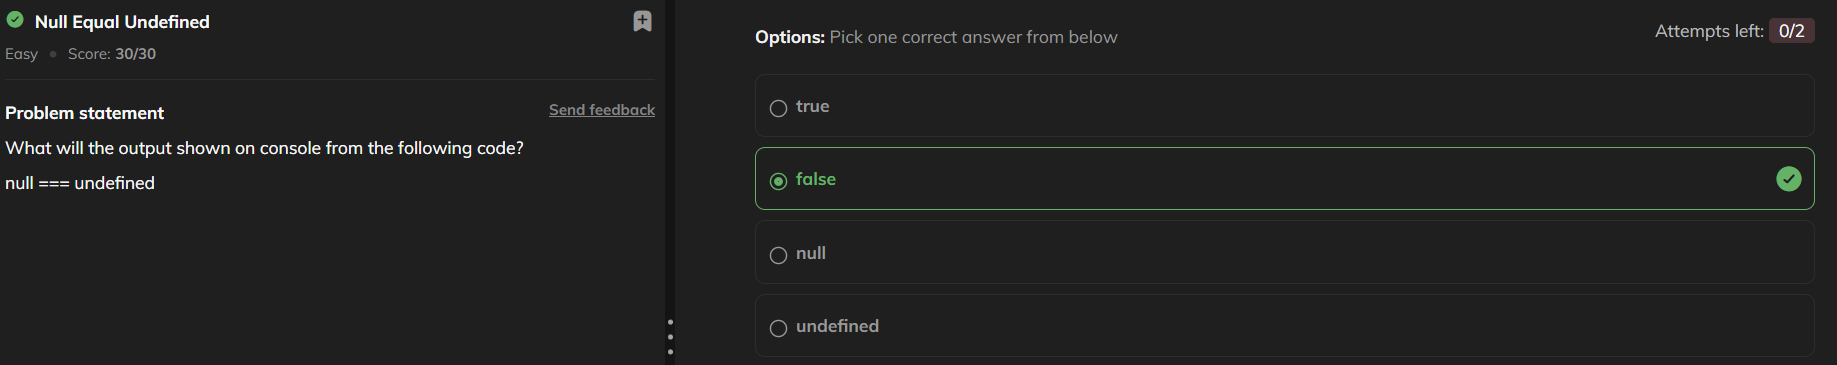 Null Equal Undefined
Easy • Score: 30/30
Problem statement
Send feedback
What will the output shown on console from the following code?
null === undefined
Options: Pick one correct answer from below
Attempts left: 0/2
true
false
null
undefined